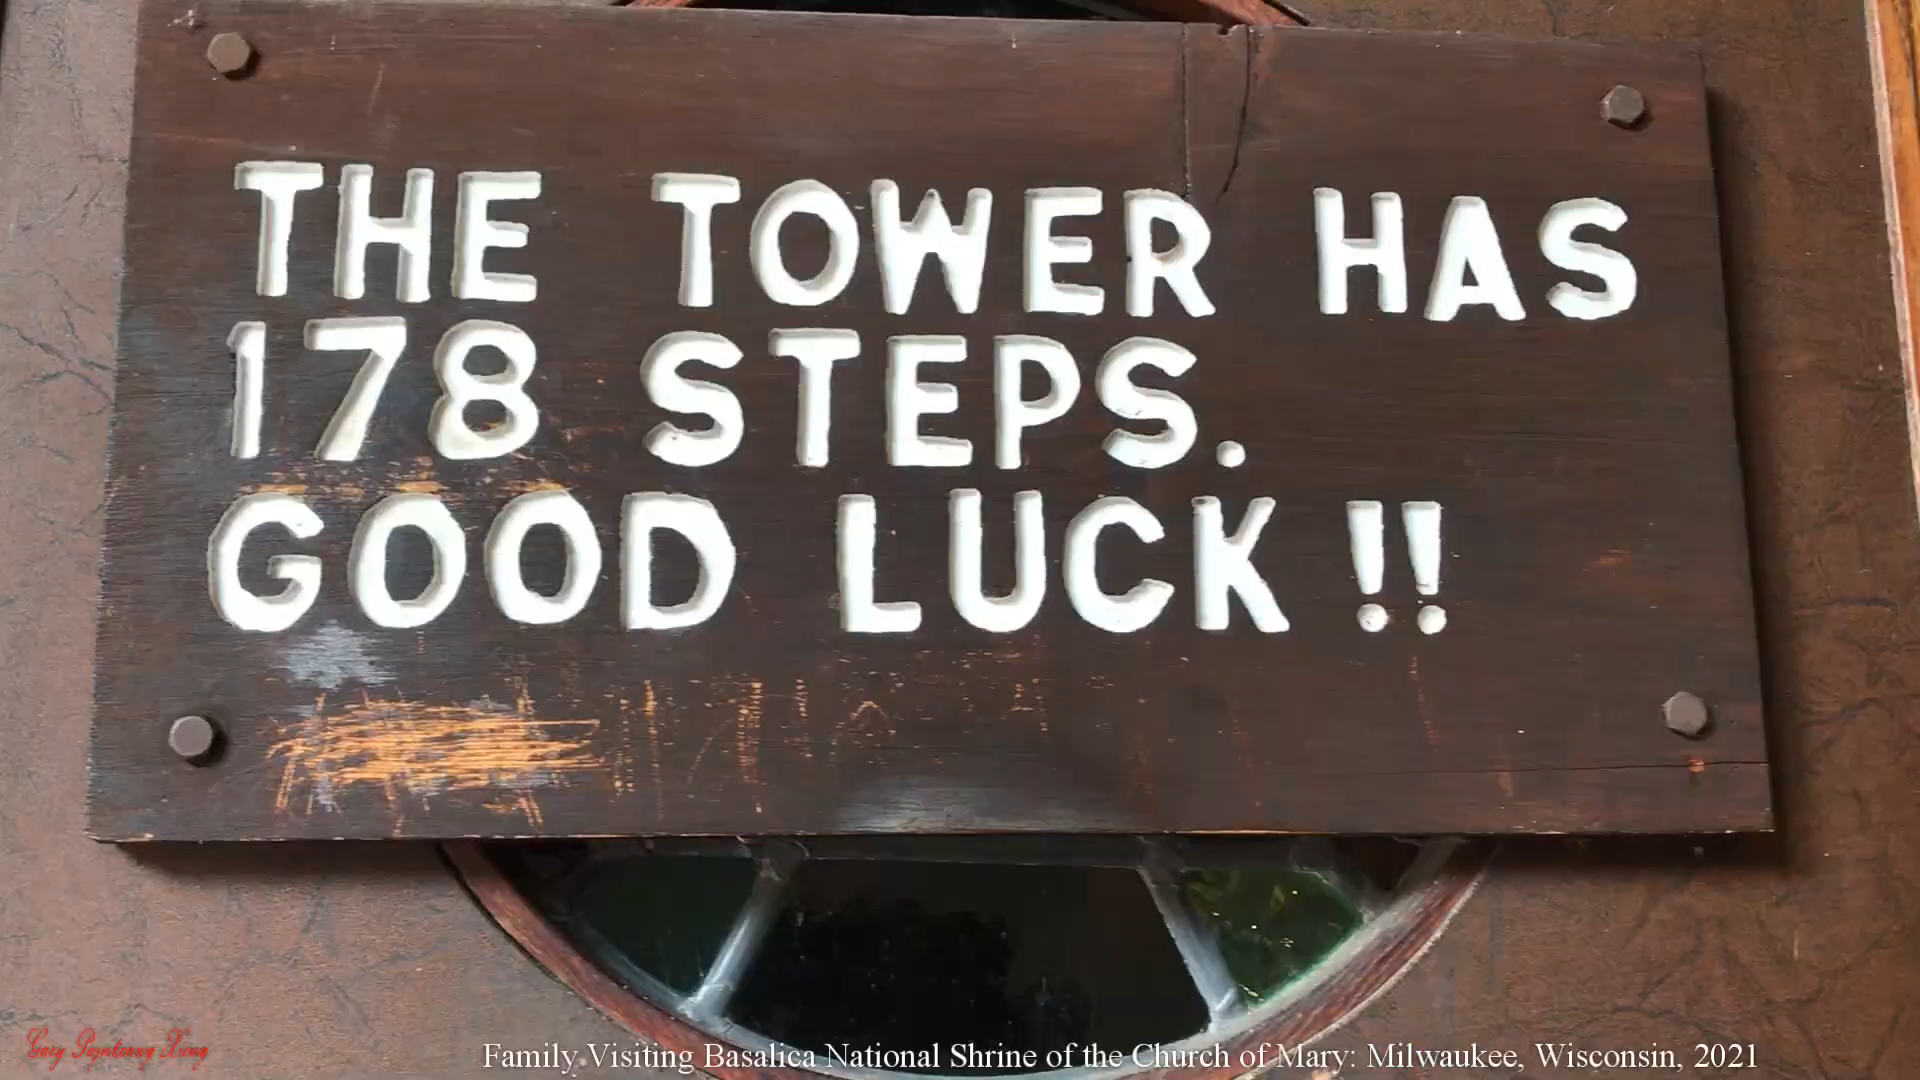 THE TOWER HAS
178 STEPS.
GOOD LUCK !!
Family Visiting Basalica National Shrine of the Church of Mary: Milwaukee, Wisconsin, 2021